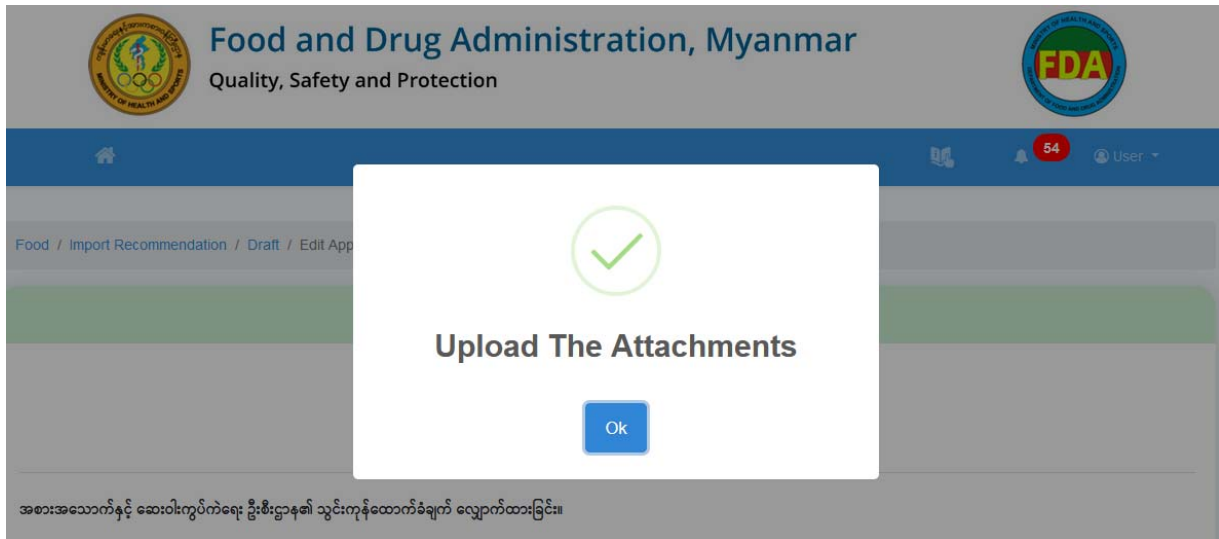 Food and Drug Administration, Myanmar
Quality, Safety and Protection
FDA
54
User
Food / Import Recommendation / Draft / Edit App
Upload The Attachments
Ok
အစားအသောက်နှင့် ဆေးဝါးကွပ်ကဲရေး ဦးစီးဌာန၏ သွင်းကုန်ထောက်ခံချက် လျှောက်ထားခြင်း။